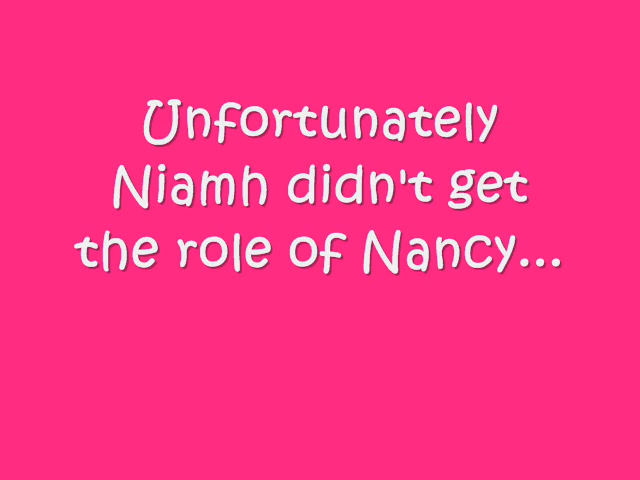 Unfortunately
Niamh didn't get
the role of Nancy...